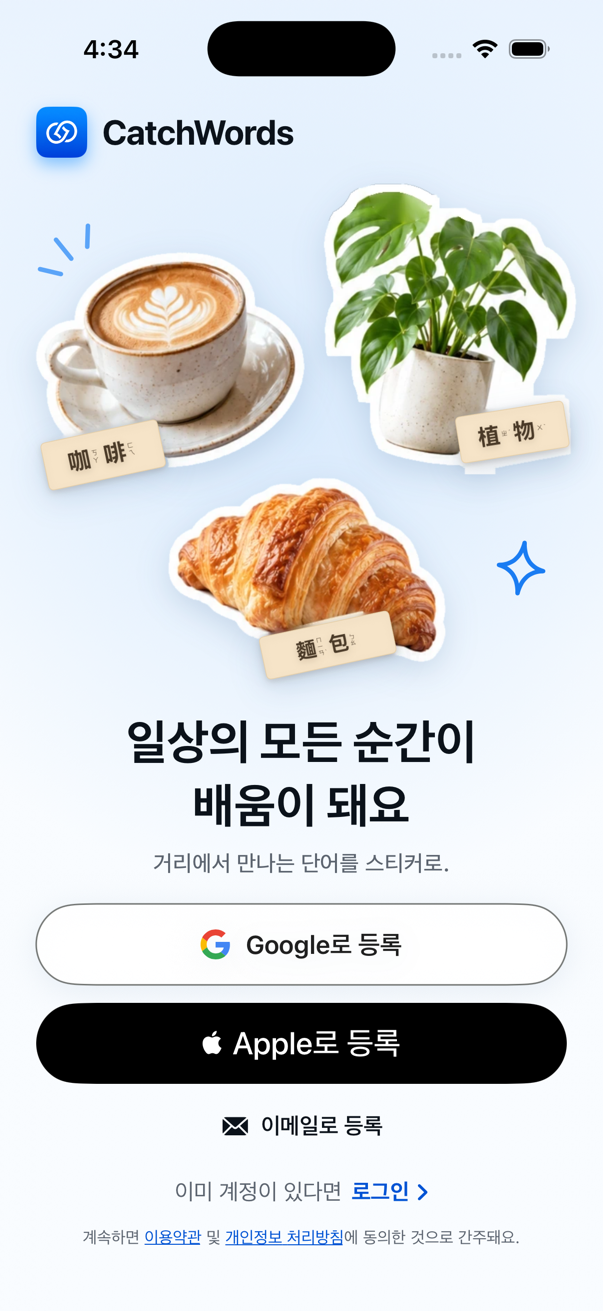 4:34
CatchWords
咖啡
植物
麵包
일상의 모든 순간이
배움이 돼요
거리에서 만나는 단어를 스티커로.
Google로 등록
Apple로 등록
이메일로 등록
이미 계정이 있다면 로그인
계속하면 이용약관 및 개인정보 처리방침에 동의한 것으로 간주돼요.